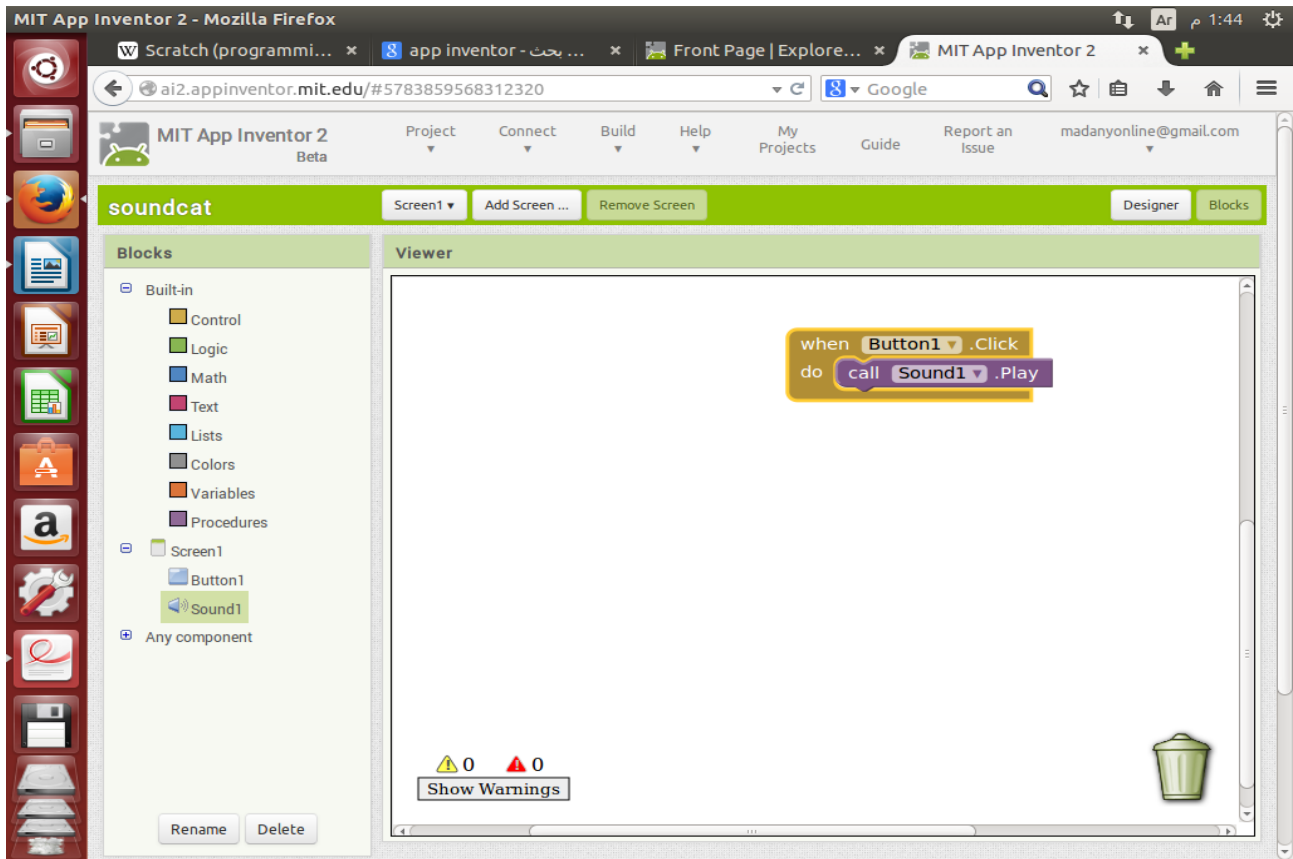 MIT App Inventor 2 - Mozilla Firefox
Ar م 1:44
Scratch (programmi... × app inventor - بحث ... × Front Page | Explore... × MIT App Inventor 2 ×
ai2.appinventor.mit.edu/#5783859568312320 Google
MIT App Inventor 2
Beta
Project Connect Build Help My Projects Guide Report an Issue madanyonline@gmail.com
soundcat Screen1 Add Screen ... Remove Screen Designer Blocks
Blocks
Built-in
Control
Logic
Math
Text
Lists
Colors
Variables
Procedures
Screen1
Button1
Sound1
Any component
Rename Delete
Viewer
when Button1 .Click
do call Sound1 .Play
0 0
Show Warnings